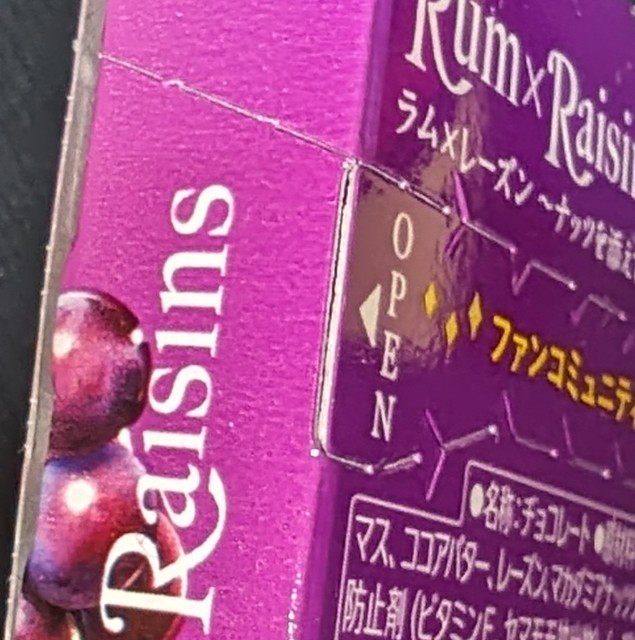 Raisins
Rum×Raisin
ラム×レーズン ～ナッツを添え
OPEN
ファンコミュニテ
●名称:チョコレート●
マス、ココアバター、レーズン、マカダミアナッツ
防止剤(ビタミンE、